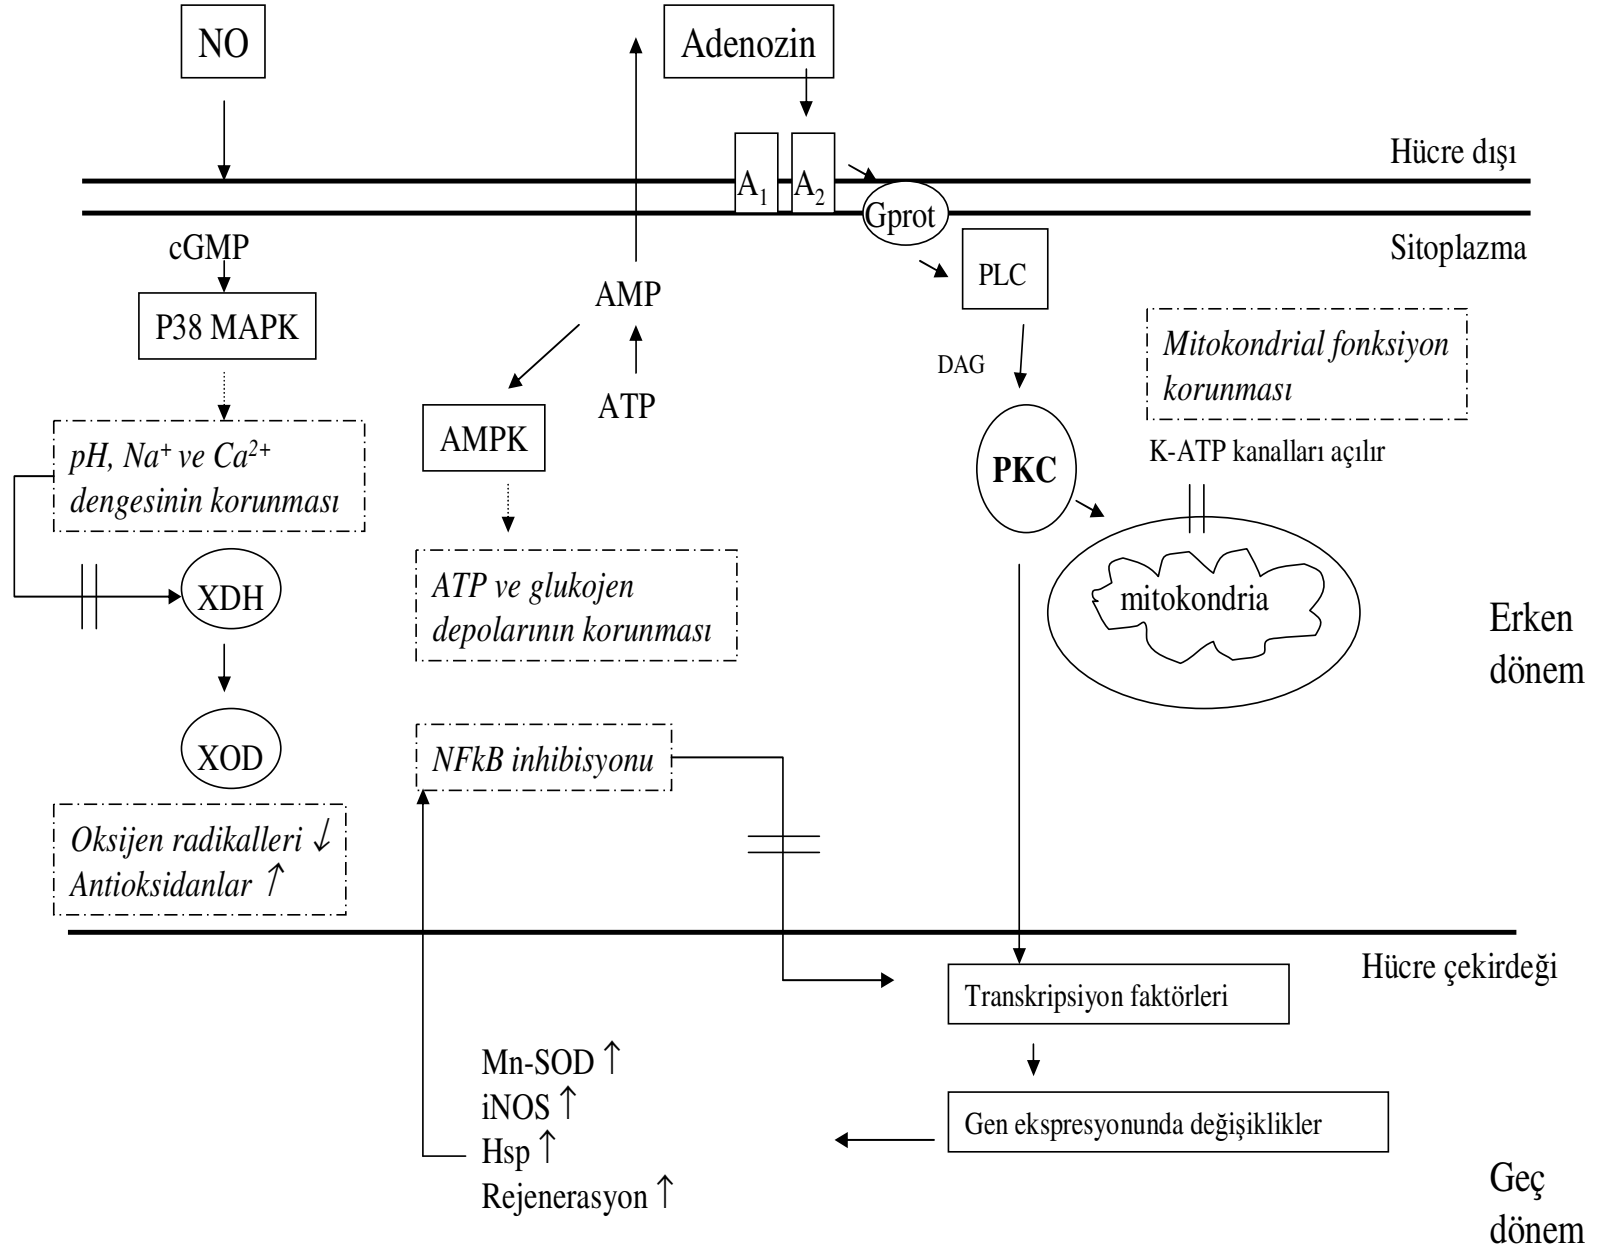 NO
Adenozin
Hücre dışı
A1
A2
Gprot
Sitoplazma
cGMP
PLC
AMP
P38 MAPK
Mitokondrial fonksiyon
korunması
DAG
ATP
AMPK
K-ATP kanalları açılır
PKC
pH, Na+ ve Ca2+
dengesinin korunması
XDH
ATP ve glukojen
depolarının korunması
mitokondria
Erken
dönem
XOD
NFkB inhibisyonu
Oksijen radikalleri ↓
Antioksidanlar ↑
Hücre çekirdeği
Transkripsiyon faktörleri
Mn-SOD ↑
iNOS ↑
Hsp ↑
Rejenerasyon ↑
Gen ekspresyonunda değişiklikler
Geç
dönem